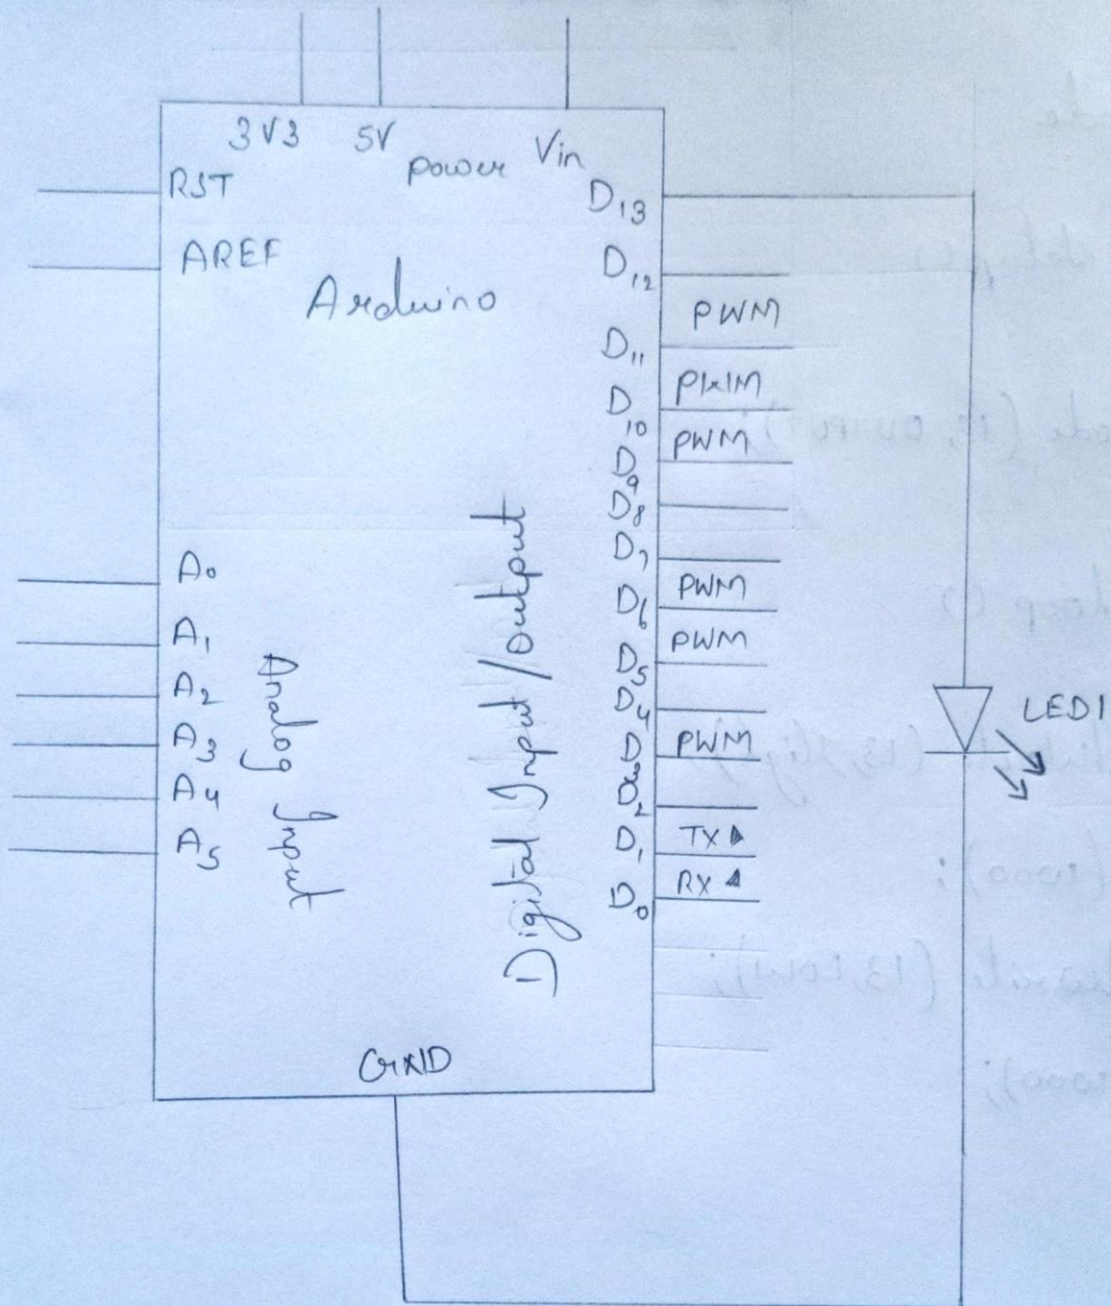 3V3 5V Power Vin
RST
AREF
Arduino
D13
D12
PWM
D11
PWM
D10
PWM
D9
D8
D7
PWM
D6
PWM
D5
D4
PWM
D3
D2
TX
D1
RX
D0
A0
A1
A2
A3
A4
A5
Analog Input
Digital Input/output
GND
LED1